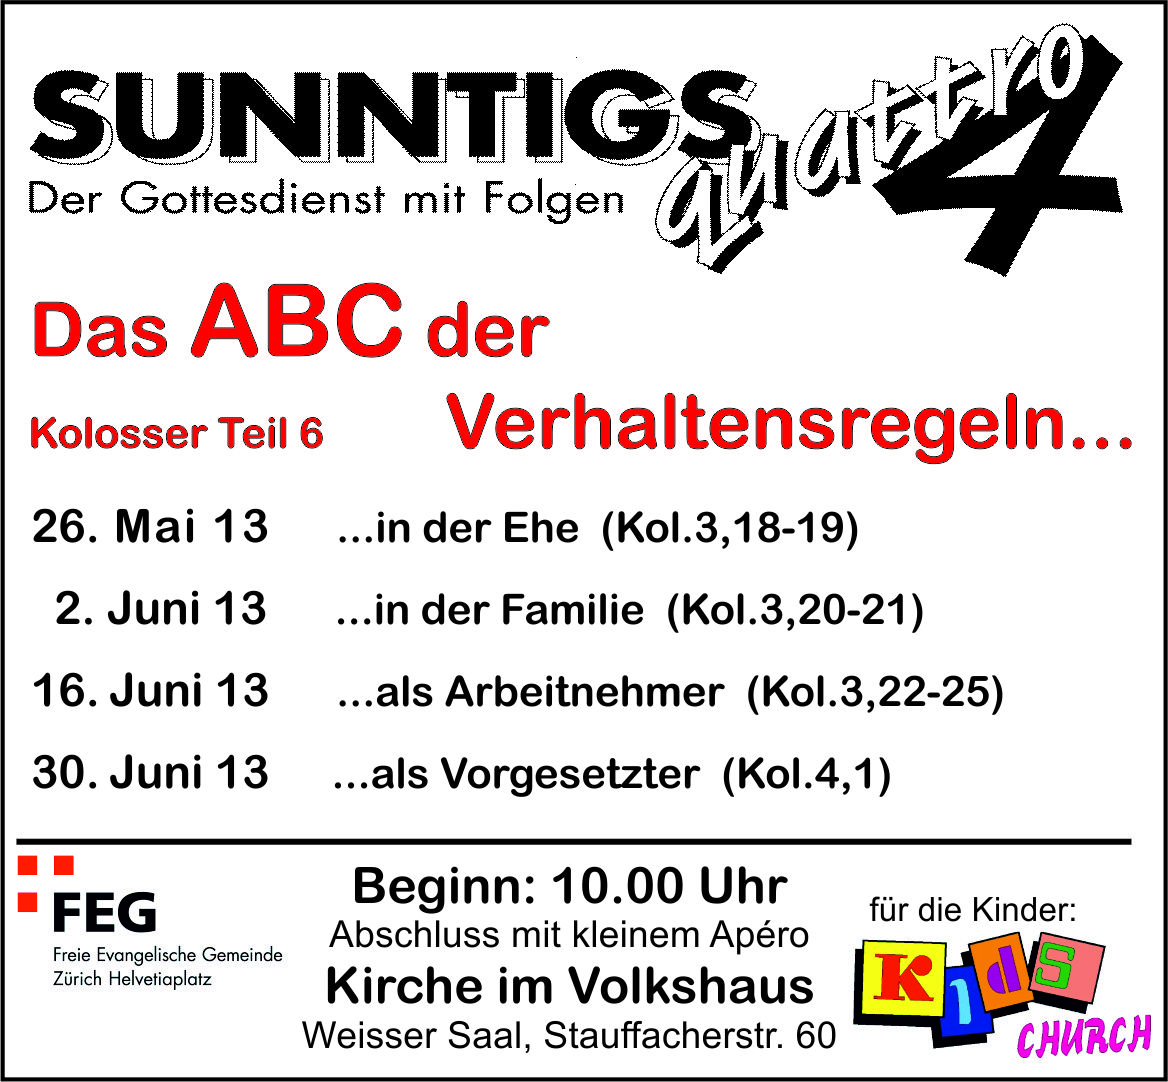 SUNNTIGS quattro 4
Der Gottesdienst mit Folgen
Das ABC der
Kolosser Teil 6 Verhaltensregeln...
26. Mai 13 ...in der Ehe (Kol.3,18-19)
2. Juni 13 ...in der Familie (Kol.3,20-21)
16. Juni 13 ...als Arbeitnehmer (Kol.3,22-25)
30. Juni 13 ...als Vorgesetzter (Kol.4,1)
FEG
Freie Evangelische Gemeinde
Zürich Helvetiaplatz
Beginn: 10.00 Uhr
Abschluss mit kleinem Apéro
Kirche im Volkshaus
Weisser Saal, Stauffacherstr. 60
für die Kinder:
KidS
CHURCH